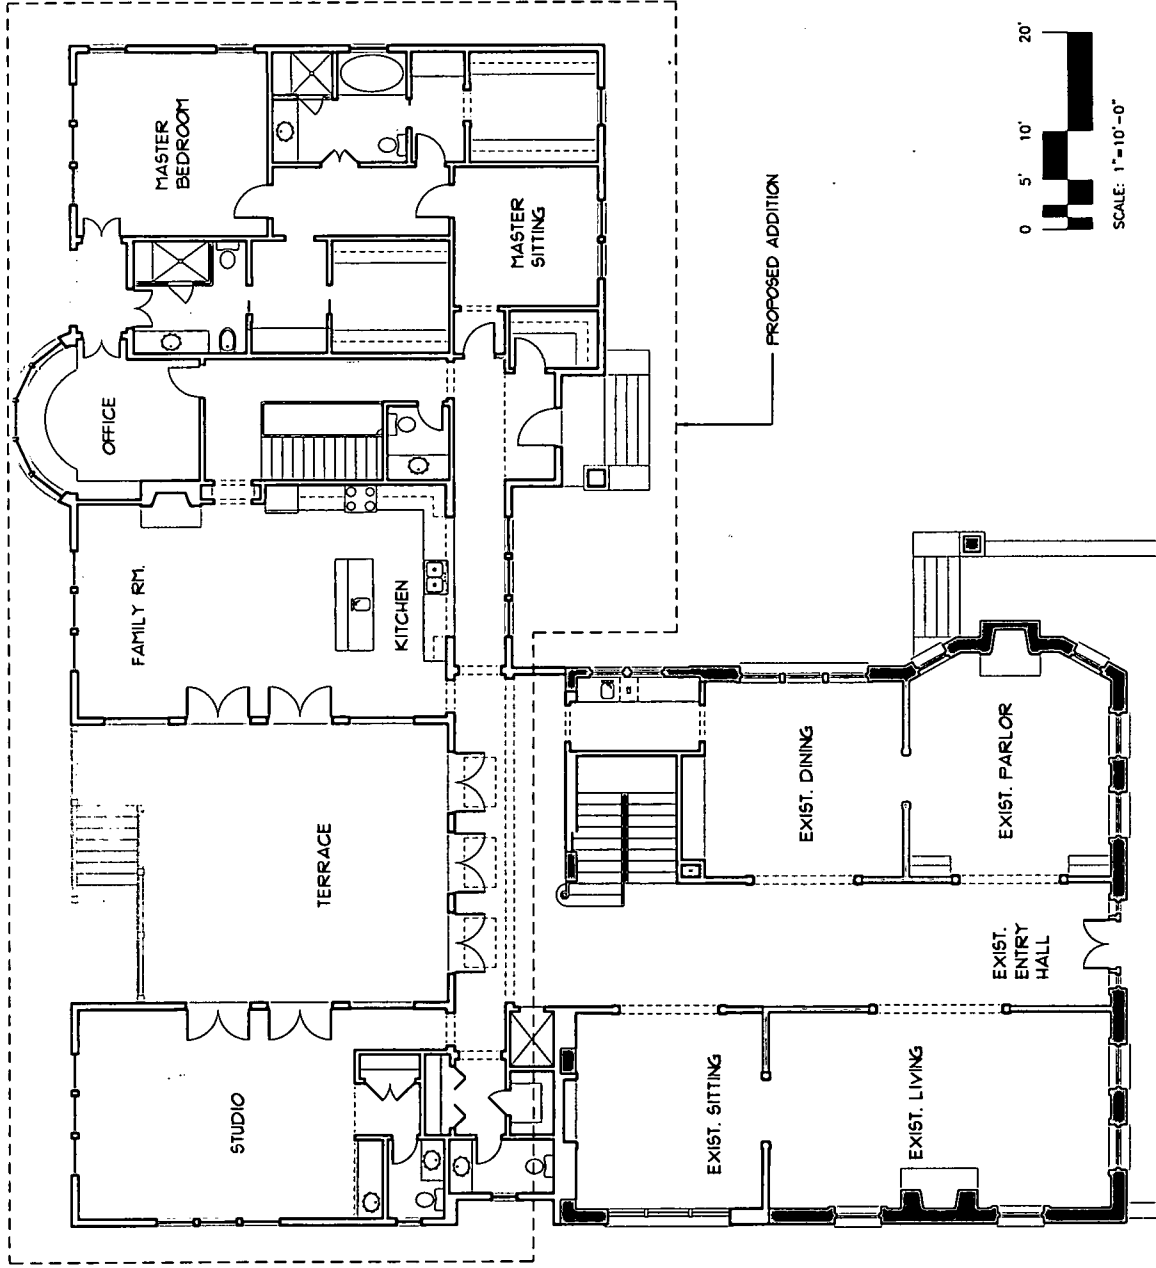 MASTER
BEDROOM
MASTER
SITTING
PROPOSED ADDITION
OFFICE
FAMILY RM.
KITCHEN
TERRACE
STUDIO
EXIST. DINING
EXIST. PARLOR
EXIST.
ENTRY
HALL
EXIST. SITTING
EXIST. LIVING
0 5' 10' 20'
SCALE: 1"=10'-0"